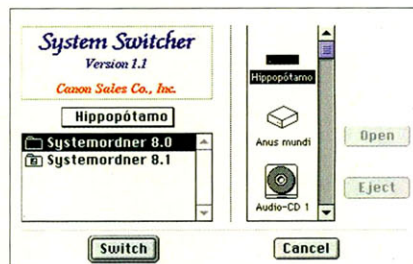 System Switcher
Version 1.1
Canon Sales Co., Inc.
Hippopótamo
Systemordner 8.0
Systemordner 8.1
Hippopótamo
Anus mundi
Audio-CD 1
Open
Eject
Switch
Cancel